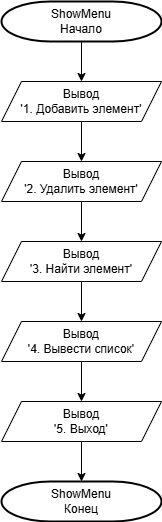 ShowMenu
Начало
Вывод
'1. Добавить элемент'
Вывод
'2. Удалить элемент'
Вывод
'3. Найти элемент'
Вывод
'4. Вывести список'
Вывод
'5. Выход'
ShowMenu
Конец